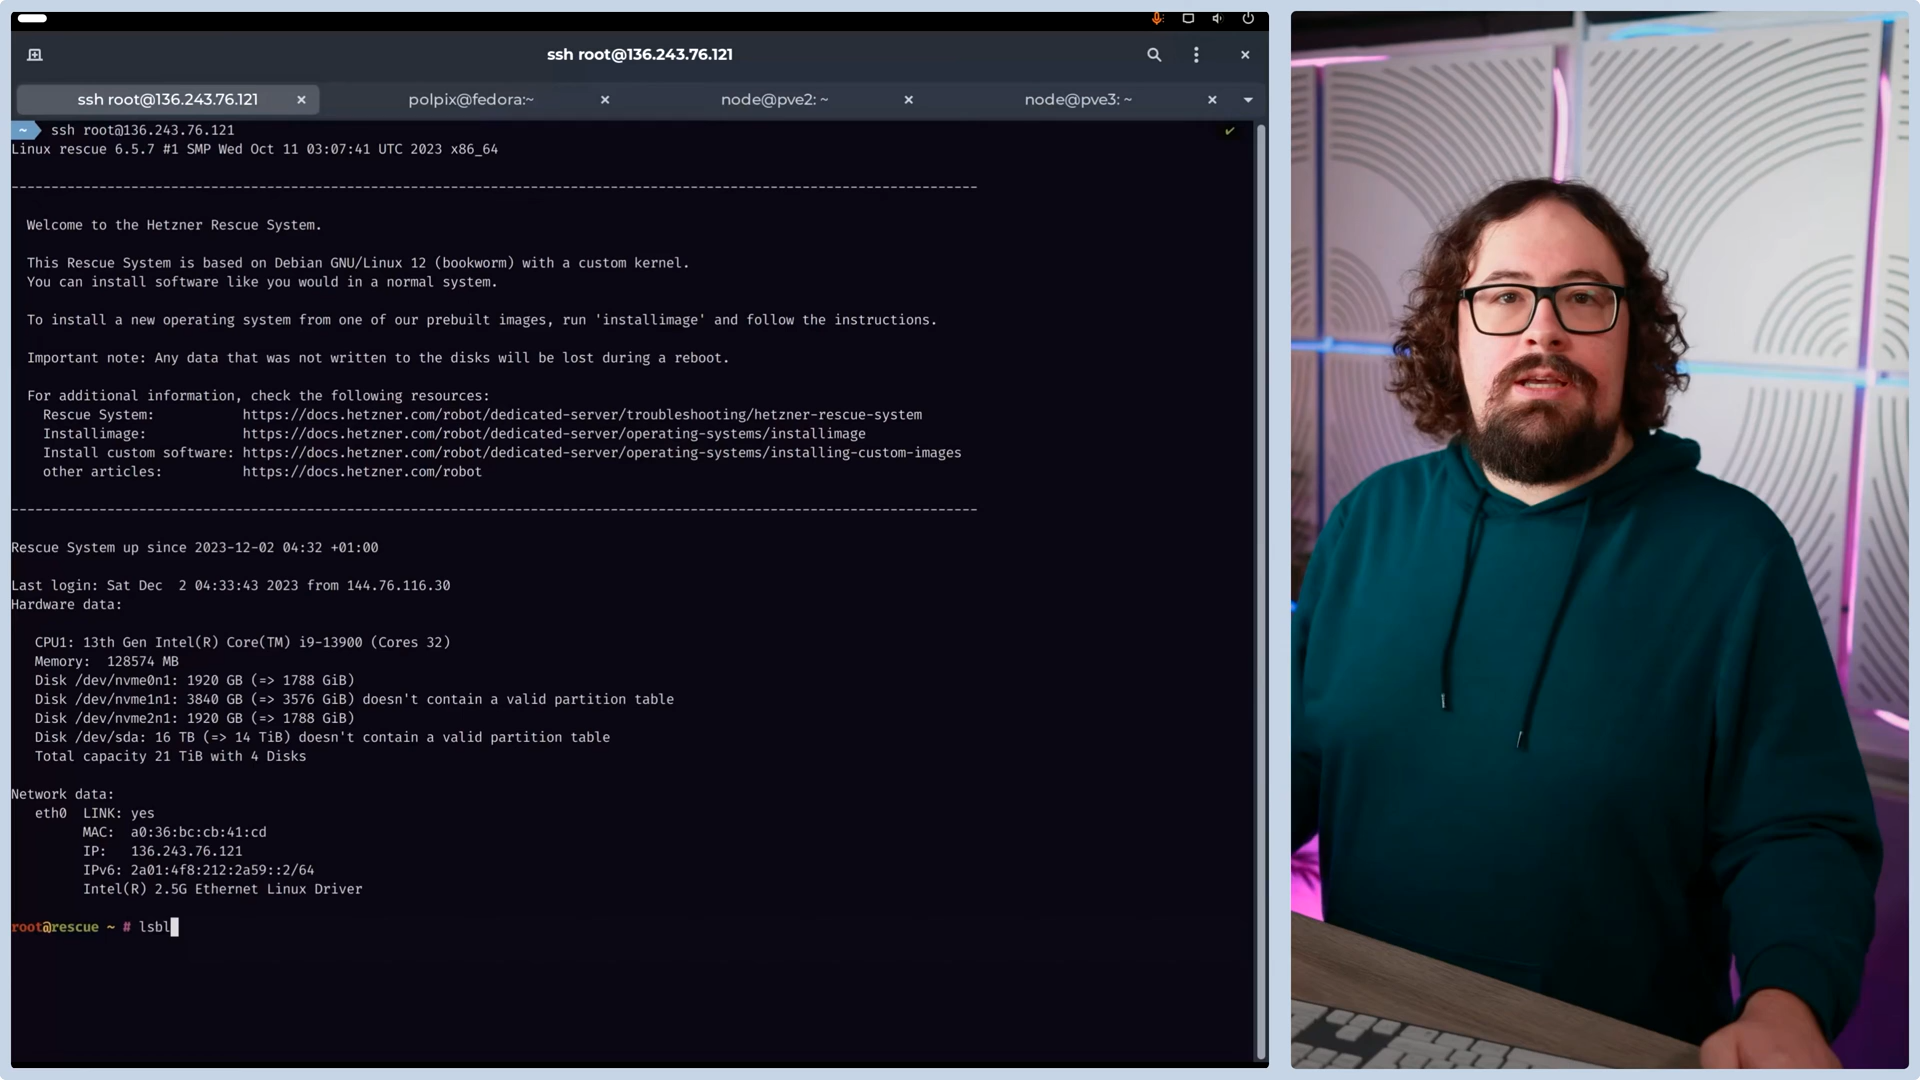 ssh root@136.243.76.121
ssh root@136.243.76.121
polpix@fedora:~
node@pve2: ~
node@pve3: ~
~ ssh root@136.243.76.121
Linux rescue 6.5.7 #1 SMP Wed Oct 11 03:07:41 UTC 2023 x86_64
-------------------------------------------------------------------------------------------------------------------------
Welcome to the Hetzner Rescue System.
This Rescue System is based on Debian GNU/Linux 12 (bookworm) with a custom kernel.
You can install software like you would in a normal system.
To install a new operating system from one of our prebuilt images, run 'installimage' and follow the instructions.
Important note: Any data that was not written to the disks will be lost during a reboot.
For additional information, check the following resources:
Rescue System: https://docs.hetzner.com/robot/dedicated-server/troubleshooting/hetzner-rescue-system
Installimage: https://docs.hetzner.com/robot/dedicated-server/operating-systems/installimage
Install custom software: https://docs.hetzner.com/robot/dedicated-server/operating-systems/installing-custom-images
other articles: https://docs.hetzner.com/robot
-------------------------------------------------------------------------------------------------------------------------
Rescue System up since 2023-12-02 04:32 +01:00
Last login: Sat Dec  2 04:33:43 2023 from 144.76.116.30
Hardware data:
CPU1: 13th Gen Intel(R) Core(TM) i9-13900 (Cores 32)
Memory:  128574 MB
Disk /dev/nvme0n1: 1920 GB (=> 1788 GiB)
Disk /dev/nvme1n1: 3840 GB (=> 3576 GiB) doesn't contain a valid partition table
Disk /dev/nvme2n1: 1920 GB (=> 1788 GiB)
Disk /dev/sda: 16 TB (=> 14 TiB) doesn't contain a valid partition table
Total capacity 21 TiB with 4 Disks
Network data:
eth0  LINK: yes
MAC:  a0:36:bc:cb:41:cd
IP:   136.243.76.121
IPv6: 2a01:4f8:212:2a59::2/64
Intel(R) 2.5G Ethernet Linux Driver
root@rescue ~ # lsbl